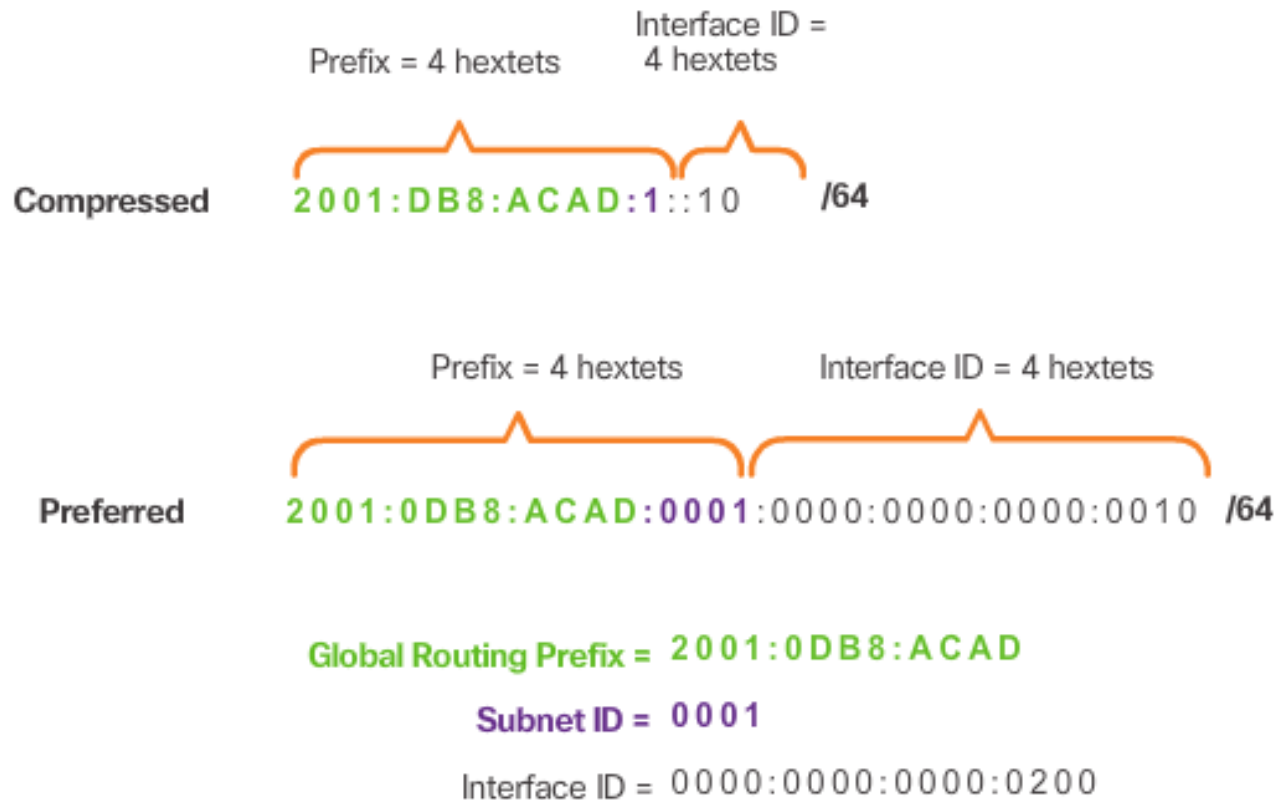 Interface ID =
Prefix = 4 hextets 4 hextets
Compressed 2001:DB8:ACAD:1::10 /64
Prefix = 4 hextets Interface ID = 4 hextets
Preferred 2001:0DB8:ACAD:0001:0000:0000:0000:0010 /64
Global Routing Prefix = 2001:0DB8:ACAD
Subnet ID = 0001
Interface ID = 0000:0000:0000:0200